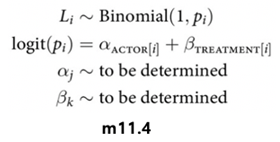 Lᵢ ~ Binomial(1, pᵢ)
logit(pᵢ) = α_ACTOR[i] + β_TREATMENT[i]
αⱼ ~ to be determined
βₖ ~ to be determined
m11.4